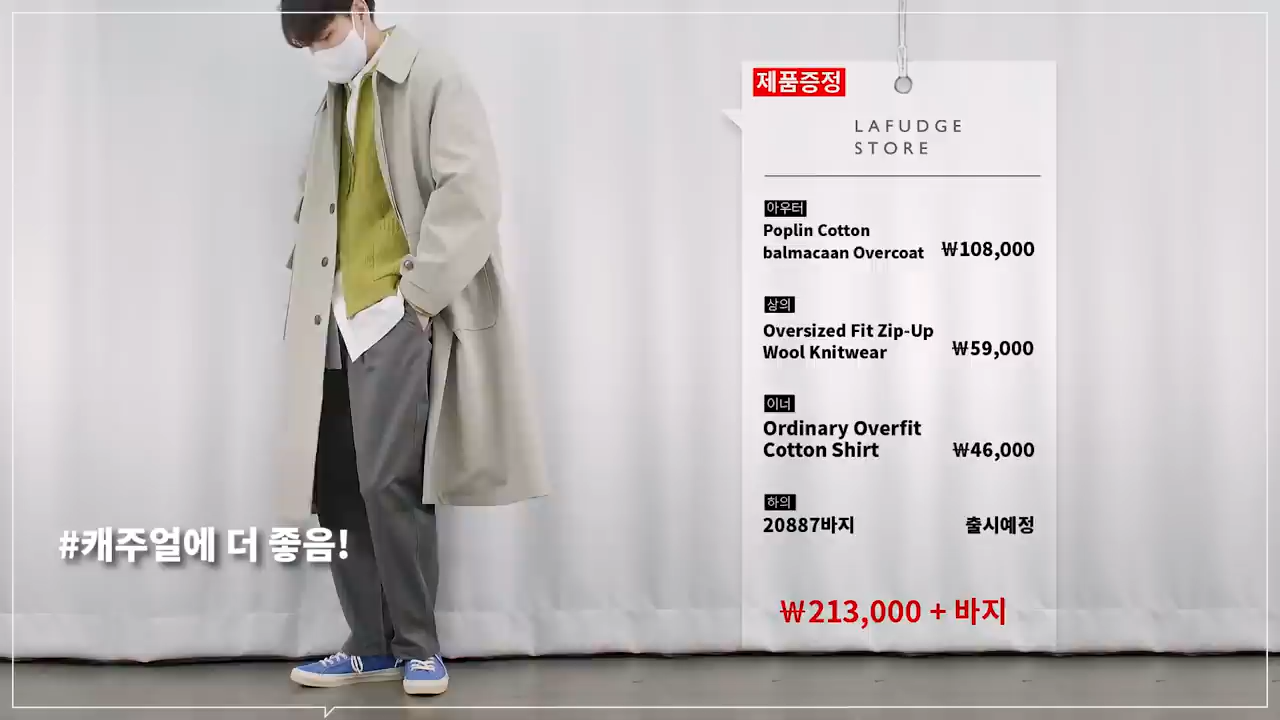 제품증정
LAFUDGE
STORE
아우터
Poplin Cotton
balmacaan Overcoat ₩108,000
상의
Oversized Fit Zip-Up
Wool Knitwear ₩59,000
이너
Ordinary Overfit
Cotton Shirt ₩46,000
하의
20887바지 출시예정
#캐주얼에 더 좋음!
₩213,000 + 바지